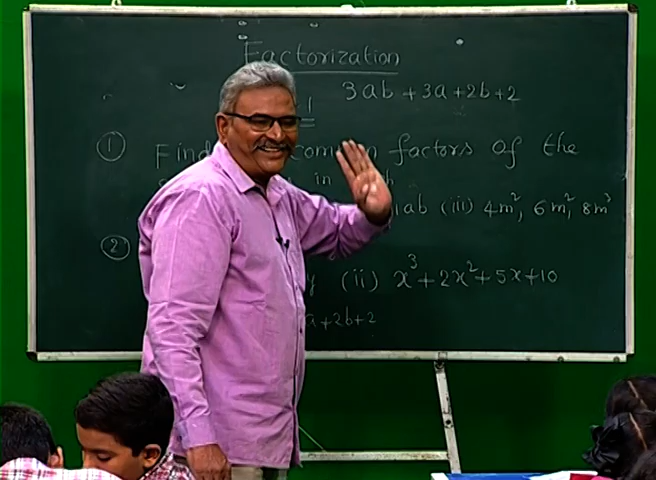 Factorization
1 3ab + 3a + 2b + 2
① Find common factors of the
in
ab (iii) 4m², 6m², 8m³
② (ii) x³ + 2x² + 5x + 10
a + 2b + 2